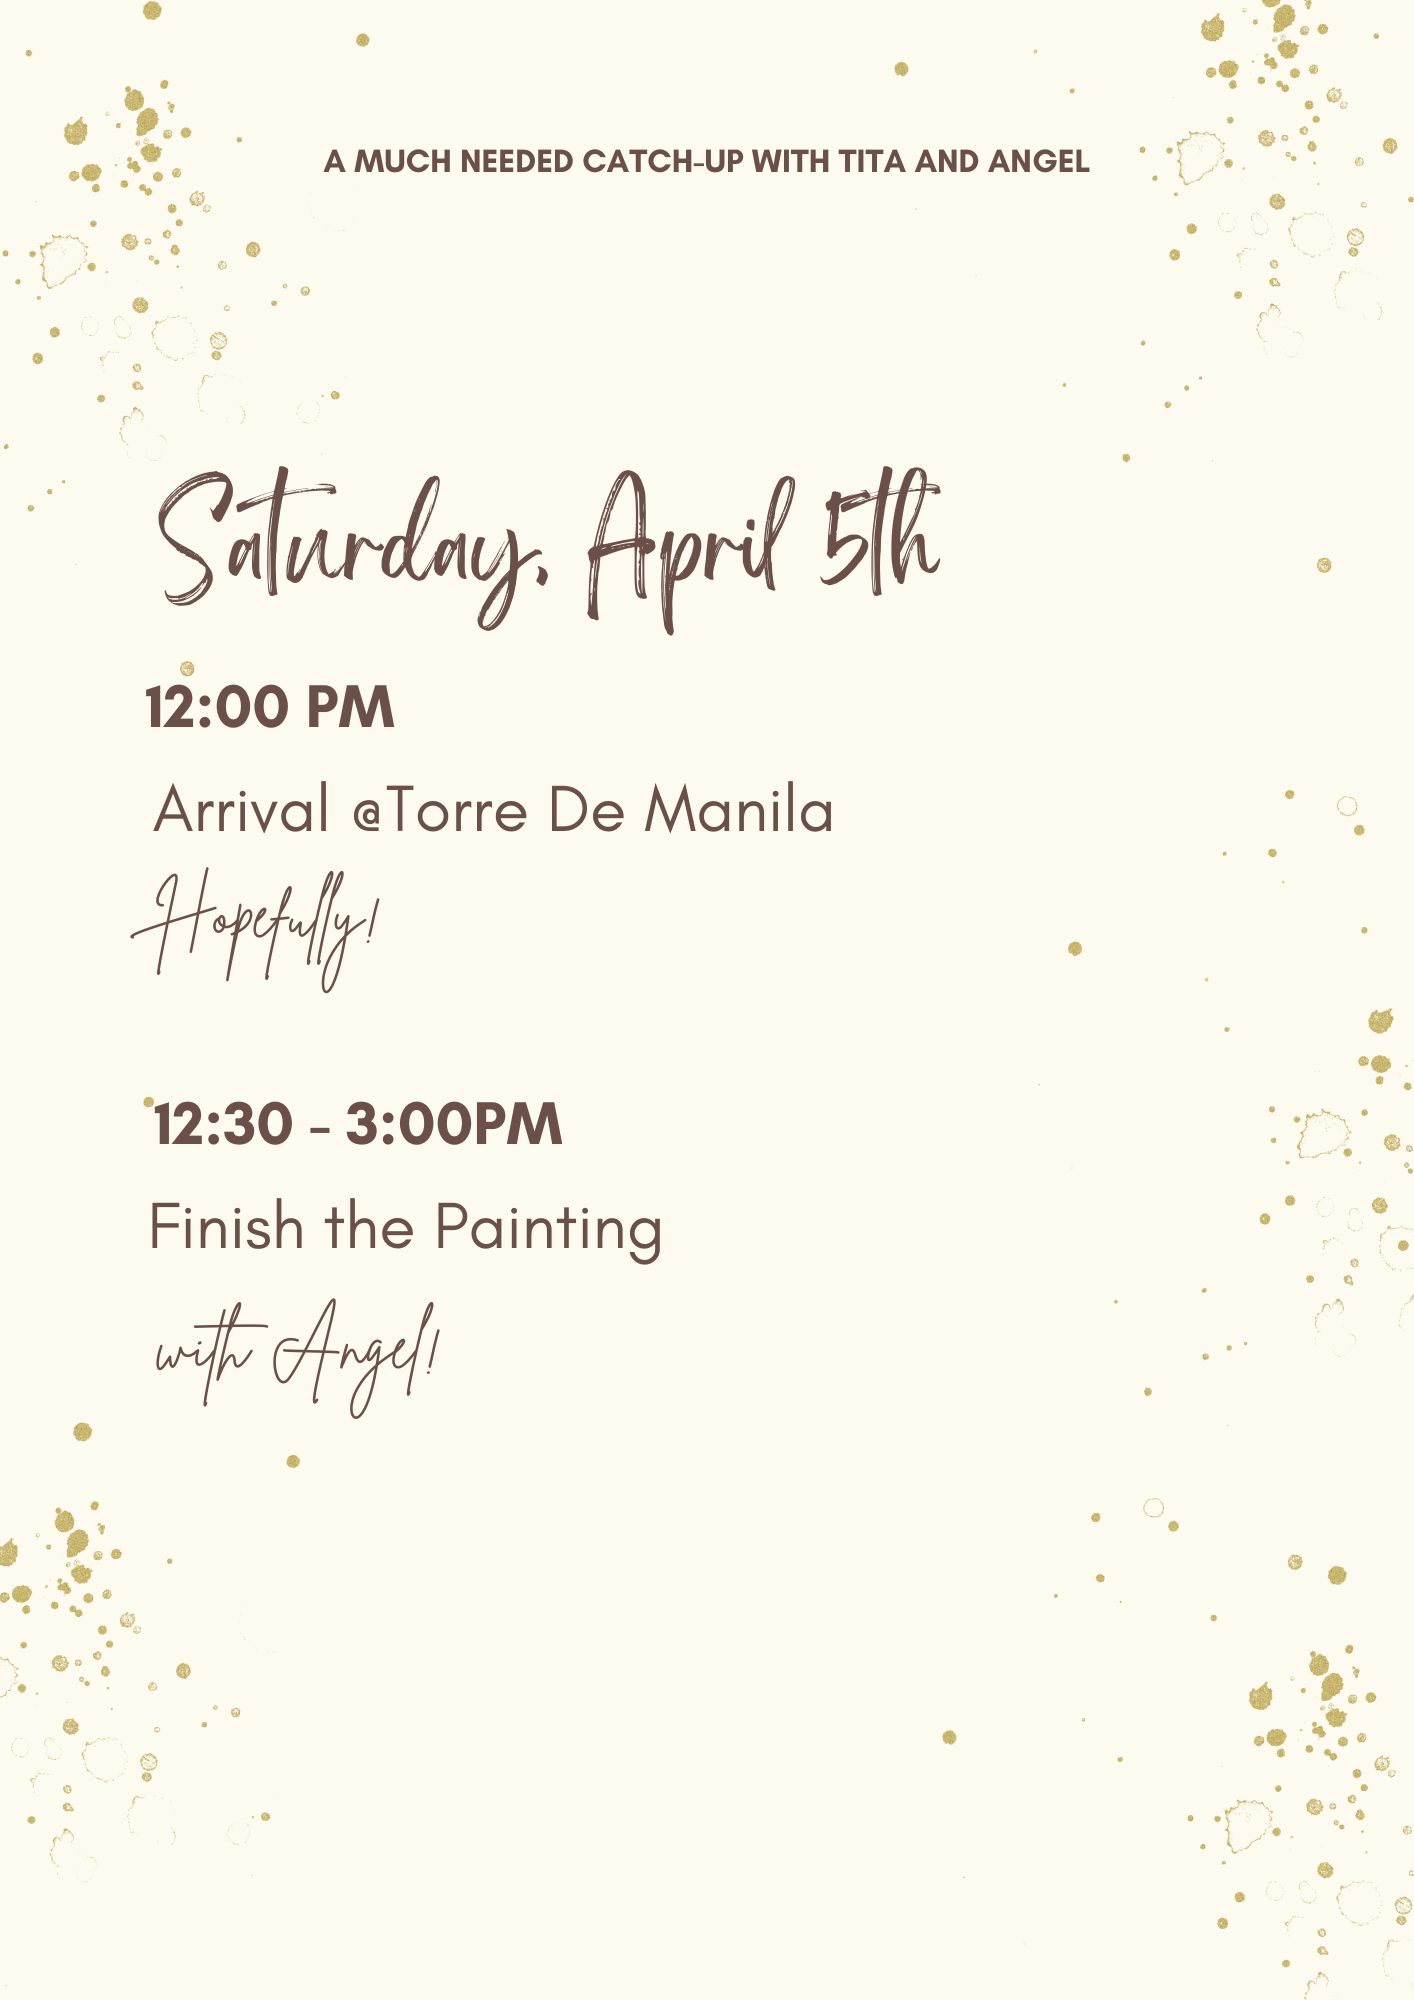 A MUCH NEEDED CATCH-UP WITH TITA AND ANGEL
Saturday, April 5th
12:00 PM
Arrival @Torre De Manila
Hopefully!
12:30 - 3:00PM
Finish the Painting
with Angel!